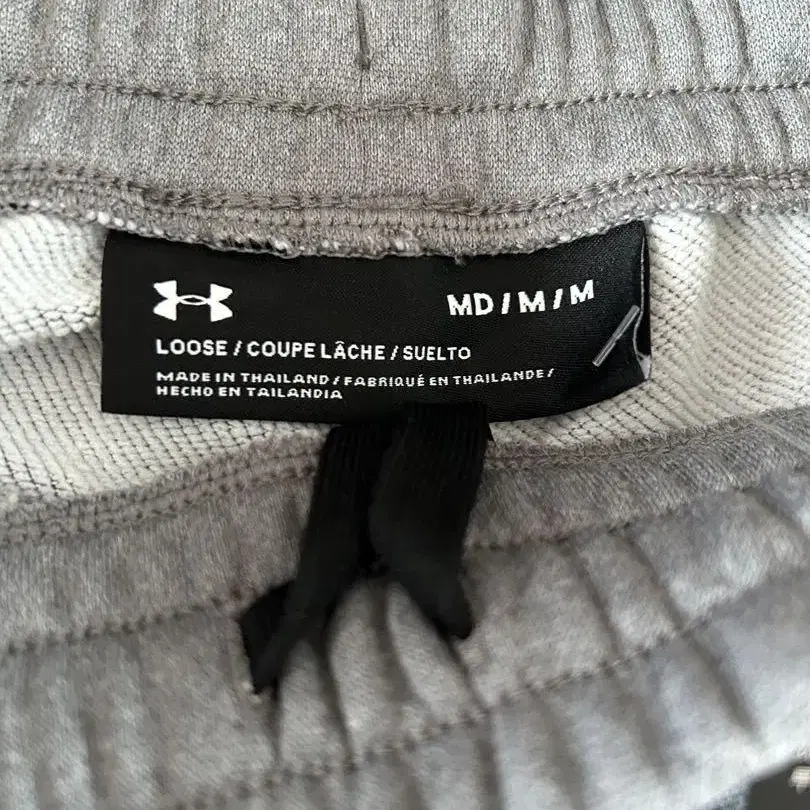 MD / M / M
LOOSE / COUPE LÂCHE / SUELTO
MADE IN THAILAND / FABRIQUÉ EN THAILANDE /
HECHO EN TAILANDIA